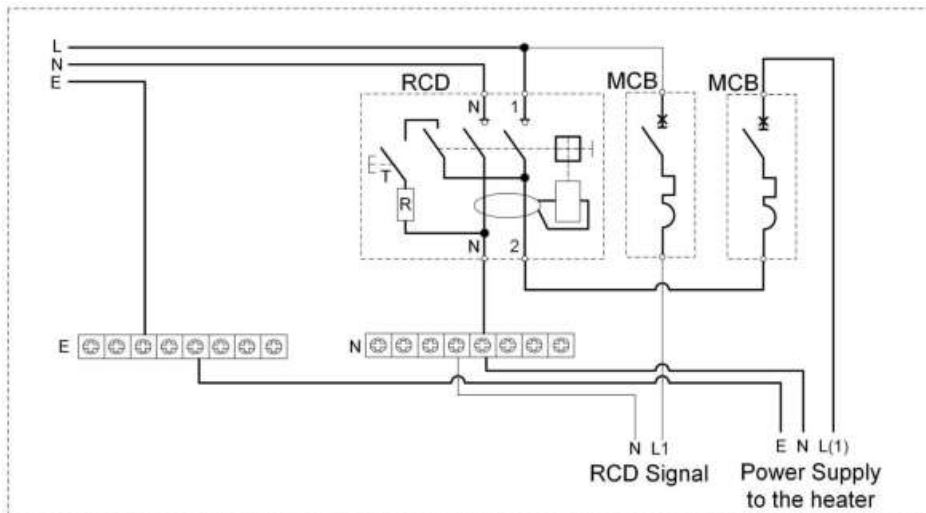 L
N
E
RCD
MCB
MCB
N 1
T
R
N 2
E
N
N L1
E N L(1)
RCD Signal
Power Supply
to the heater